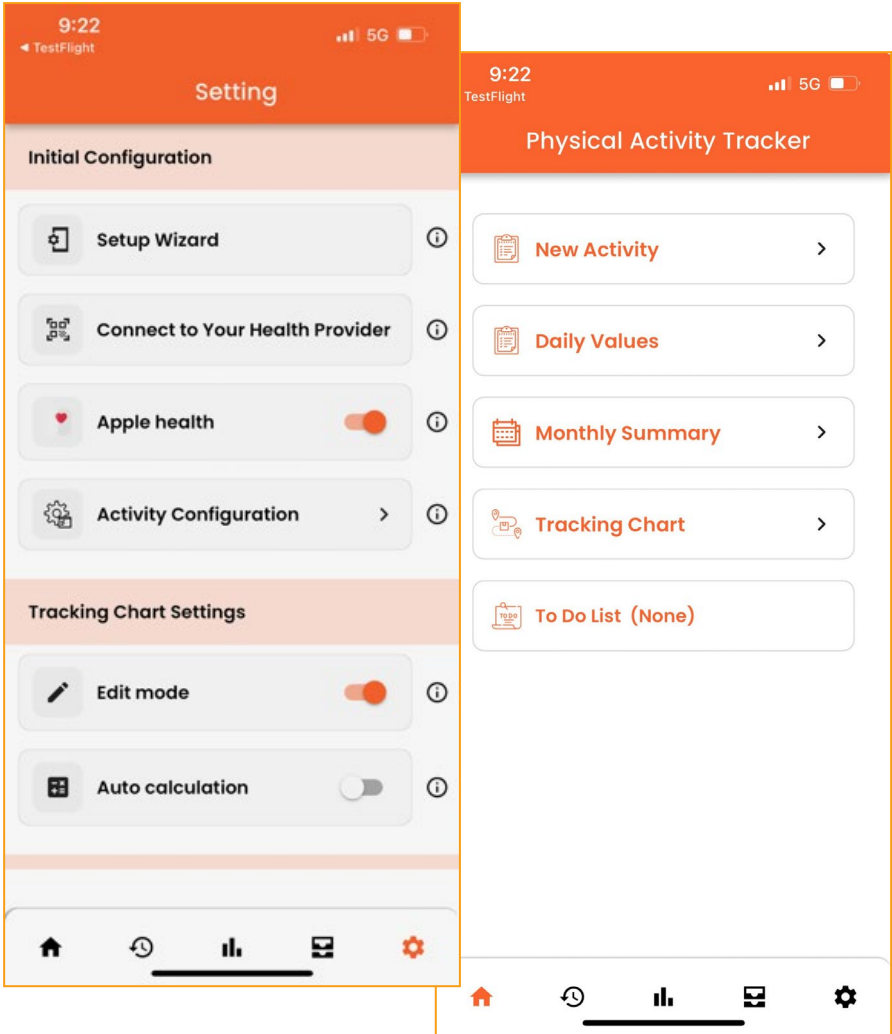 9:22
5G
◀ TestFlight
Setting
Initial Configuration
Setup Wizard
Connect to Your Health Provider
Apple health
Activity Configuration
Tracking Chart Settings
Edit mode
Auto calculation
9:22
5G
TestFlight
Physical Activity Tracker
New Activity
Daily Values
Monthly Summary
Tracking Chart
TO DO
To Do List (None)